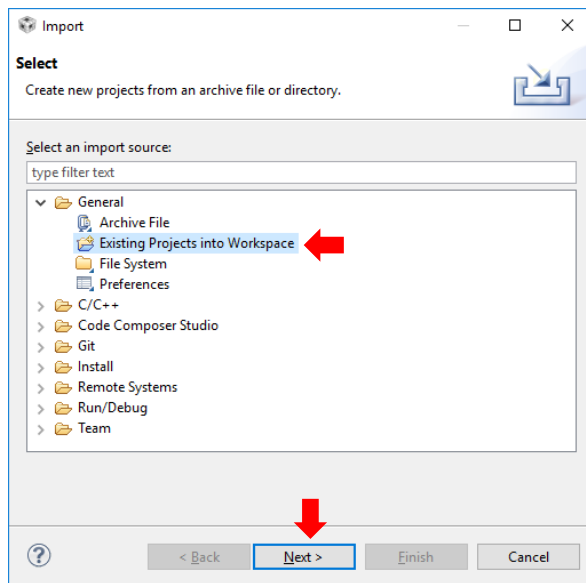 Import
Select
Create new projects from an archive file or directory.
Select an import source:
type filter text
General
Archive File
Existing Projects into Workspace
File System
Preferences
C/C++
Code Composer Studio
Git
Install
Remote Systems
Run/Debug
Team
? < Back Next > Finish Cancel